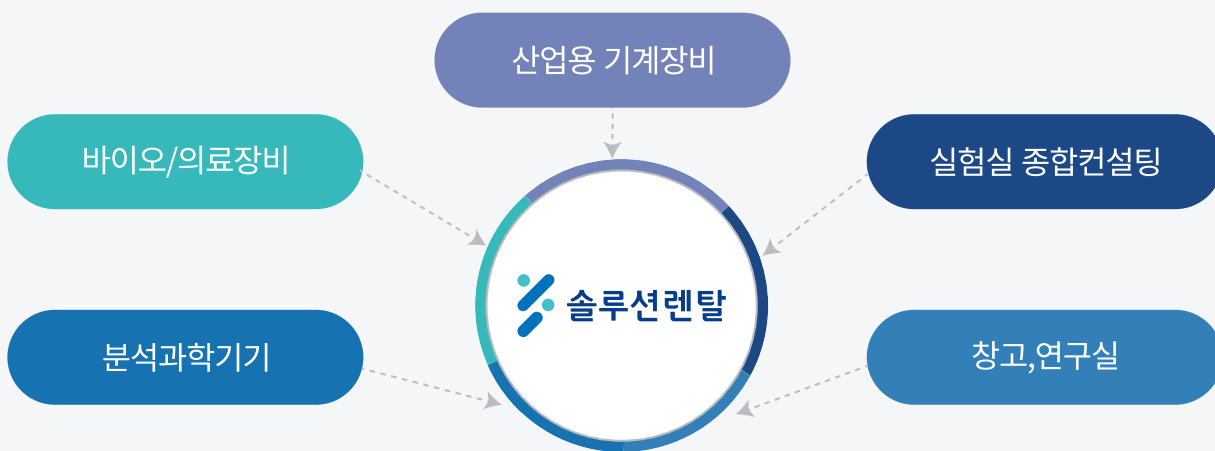 산업용 기계장비
바이오/의료장비
실험실 종합컨설팅
솔루션렌탈
분석과학기기
창고,연구실